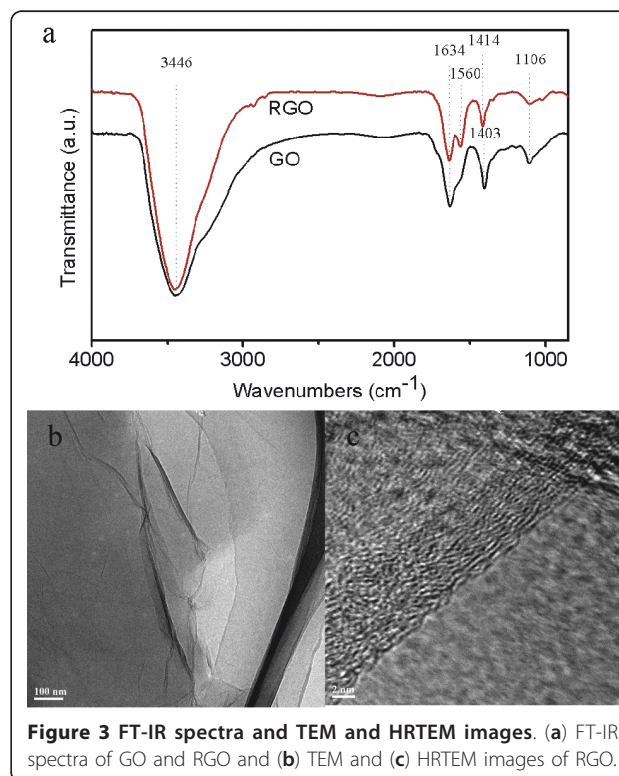 a
3446
1634
1560
1414
1106
1403
RGO
GO
Transmittance (a.u.)
4000 3000 2000 1000
Wavenumbers (cm⁻¹)
b
100 nm
c
2 nm
Figure 3 FT-IR spectra and TEM and HRTEM images. (a) FT-IR
spectra of GO and RGO and (b) TEM and (c) HRTEM images of RGO.